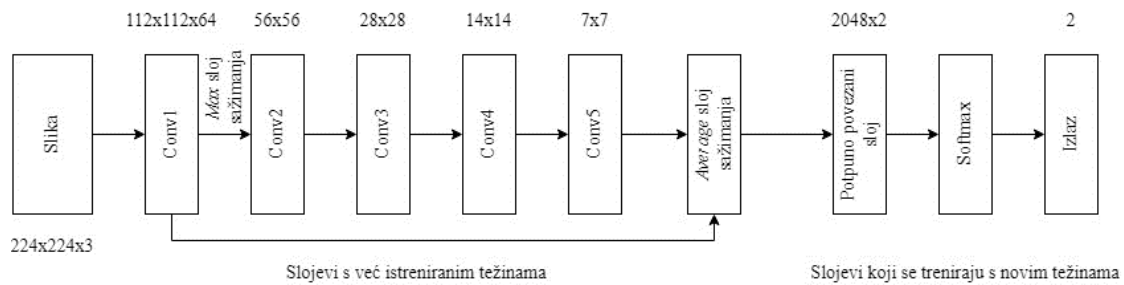 112x112x64
56x56
28x28
14x14
7x7
2048x2
2
Slika
Conv1
Max sloj
sažimanja
Conv2
Conv3
Conv4
Conv5
Average sloj
sažimanja
Potpuno povezani
sloj
Softmax
Izlaz
224x224x3
Slojevi s već istreniranim težinama
Slojevi koji se treniraju s novim težinama